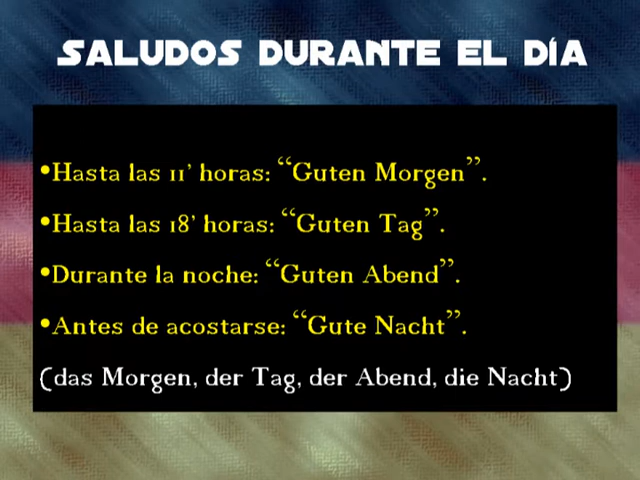 SALUDOS DURANTE EL DÍA
•Hasta las 11’ horas: “Guten Morgen”.
•Hasta las 18’ horas: “Guten Tag”.
•Durante la noche: “Guten Abend”.
•Antes de acostarse: “Gute Nacht”.
(das Morgen, der Tag, der Abend, die Nacht)